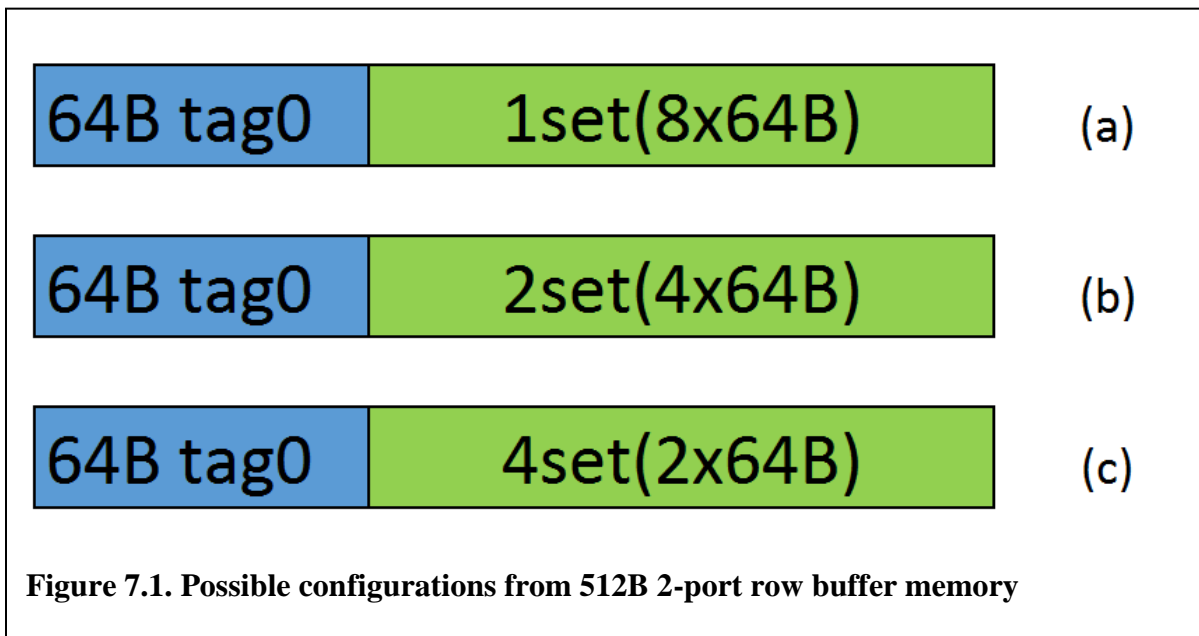 64B tag0 1set(8x64B) (a)
64B tag0 2set(4x64B) (b)
64B tag0 4set(2x64B) (c)
Figure 7.1. Possible configurations from 512B 2-port row buffer memory